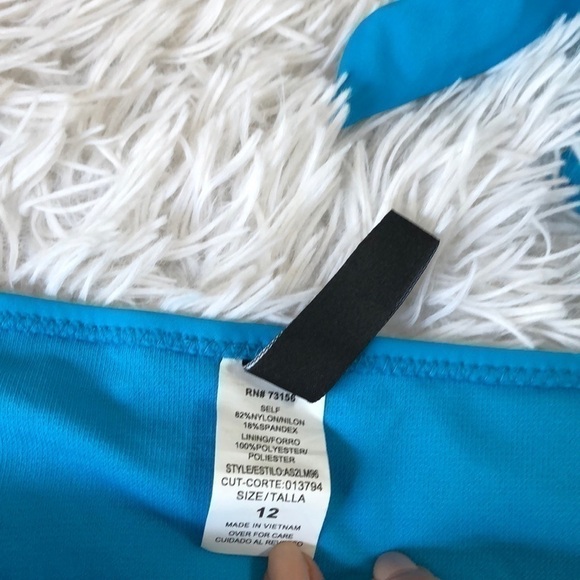 RN# 73156
SELF
82%NYLON/NILON
18%SPANDEX
LINING/FORRO
100%POLYESTER/
POLIESTER
STYLE/ESTILO:AS2LM96
CUT-CORTE:013794
SIZE/TALLA
12
MADE IN VIETNAM
OVER FOR CARE
CUIDADO AL REVERSO